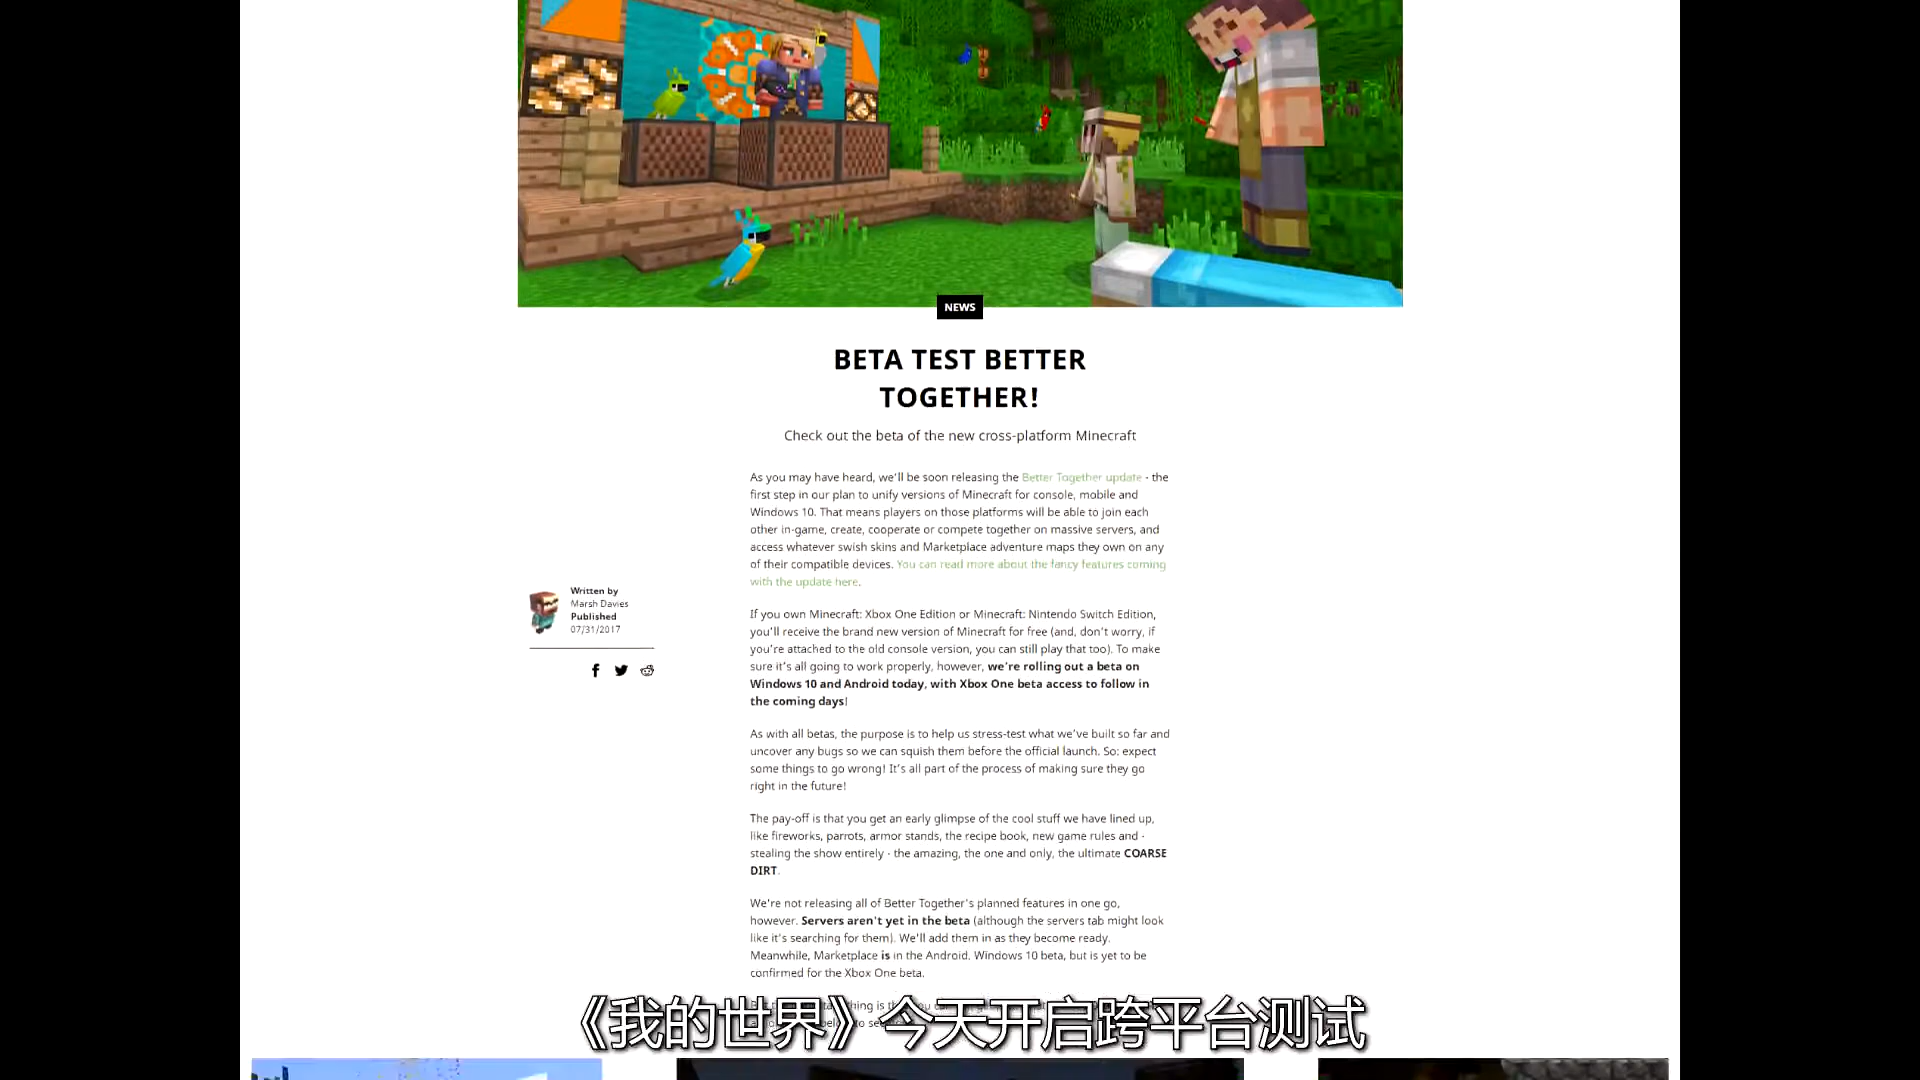 NEWS
BETA TEST BETTER
TOGETHER!
Check out the beta of the new cross-platform Minecraft
As you may have heard, we'll be soon releasing the Better Together update - the
first step in our plan to unify versions of Minecraft for console, mobile and
Windows 10. That means players on those platforms will be able to join each
other in-game, create, cooperate or compete together on massive servers, and
access whatever swish skins and Marketplace adventure maps they own on any
of their compatible devices. You can read more about the fancy features coming
with the update here.
Written by
Marsh Davies
Published
07/31/2017
If you own Minecraft: Xbox One Edition or Minecraft: Nintendo Switch Edition,
you'll receive the brand new version of Minecraft for free (and, don't worry, if
you're attached to the old console version, you can still play that too). To make
sure it's all going to work properly, however, we're rolling out a beta on
Windows 10 and Android today, with Xbox One beta access to follow in
the coming days!
As with all betas, the purpose is to help us stress-test what we've built so far and
uncover any bugs so we can squish them before the official launch. So: expect
some things to go wrong! It's all part of the process of making sure they go
right in the future!
The pay-off is that you get an early glimpse of the cool stuff we have lined up,
like fireworks, parrots, armor stands, the recipe book, new game rules and -
stealing the show entirely - the amazing, the one and only, the ultimate COARSE
DIRT.
We're not releasing all of Better Together's planned features in one go,
however. Servers aren't yet in the beta (although the servers tab might look
like it's searching for them). We'll add them in as they become ready.
Meanwhile, Marketplace is in the Android, Windows 10 beta, but is yet to be
confirmed for the Xbox One beta.
《我的世界》今天开启跨平台测试